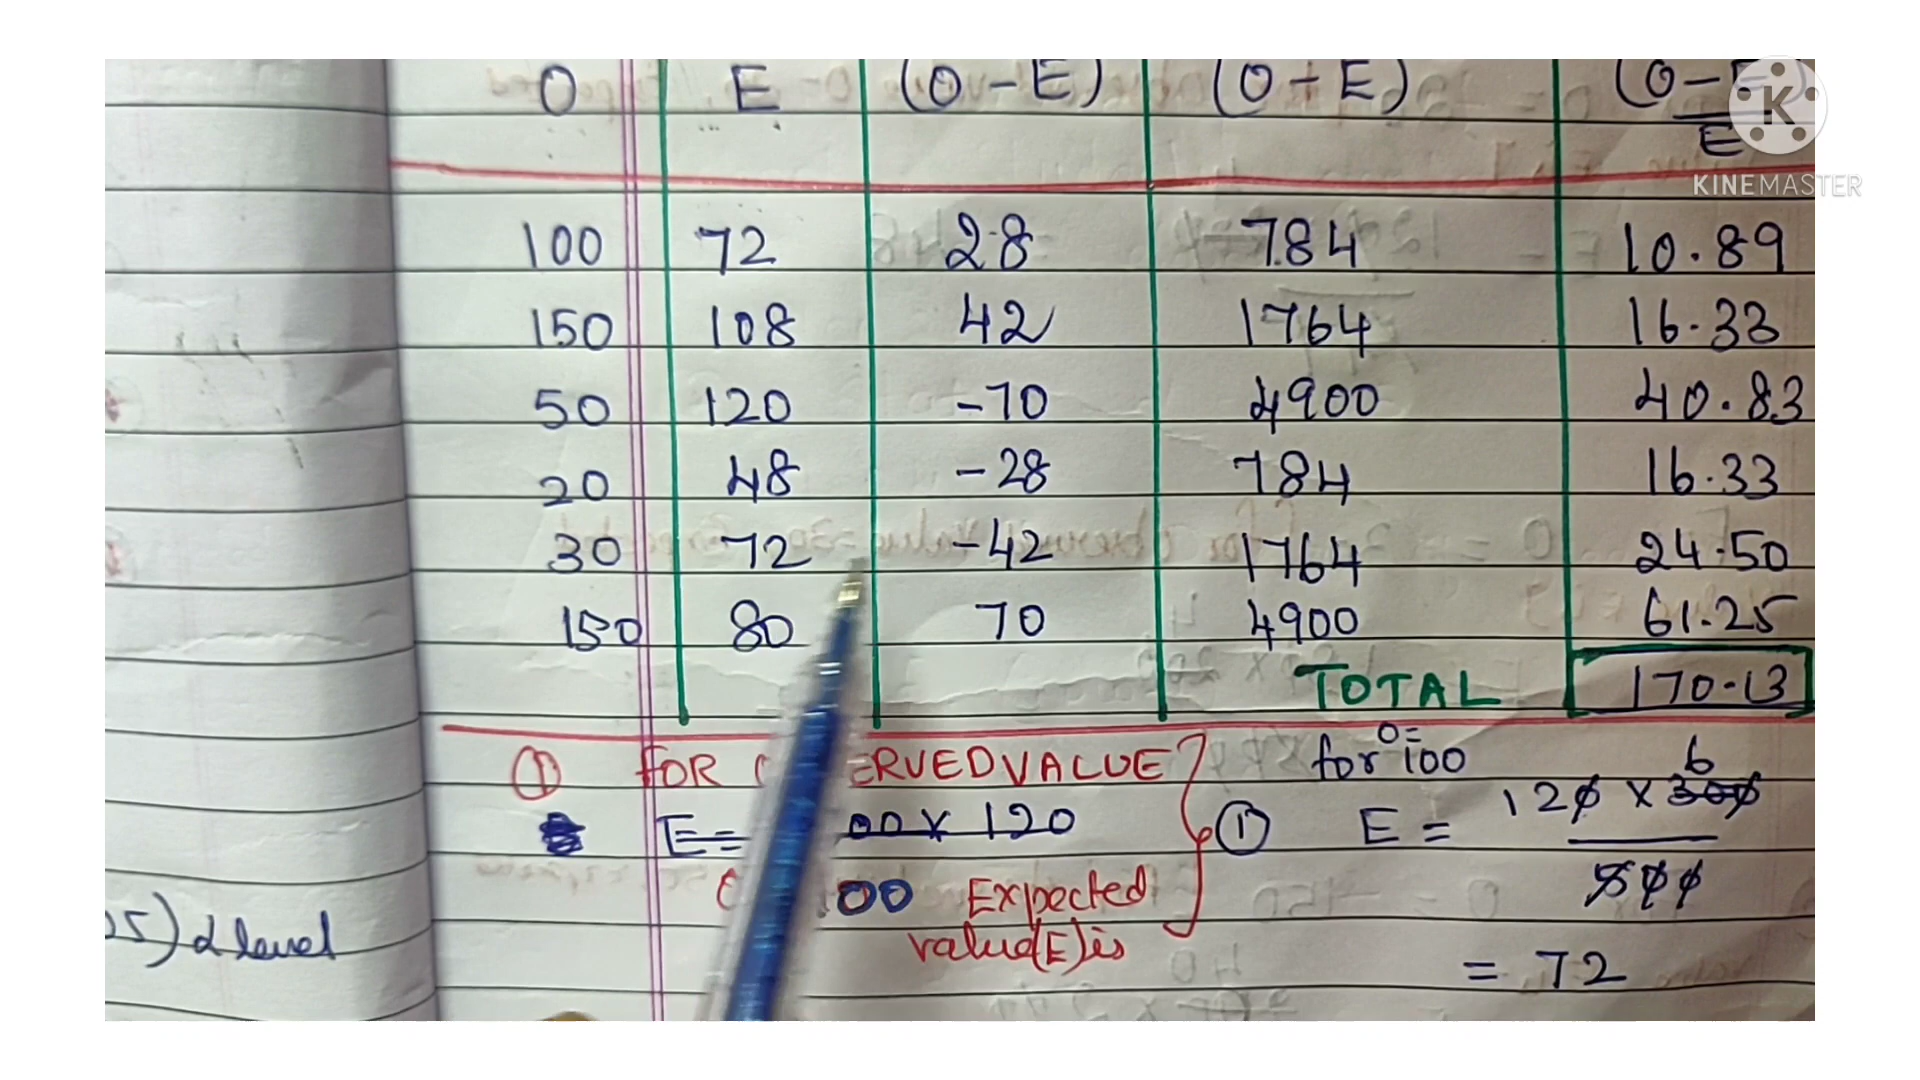 O E (O-E) (O-E) (O-E)
E
KINEMASTER
100 72 28 784 10.89
150 108 42 1764 16.33
50 120 -70 4900 40.83
20 48 -28 784 16.33
30 72 -42 1764 24.50
150 80 70 4900 61.25
TOTAL 170.13
① FOR OBSERVED VALUE
E= 00 x 120
00 Expected
value(E) is
for O= 100
① E = 120 x 300 6
500
= 72
05) α level